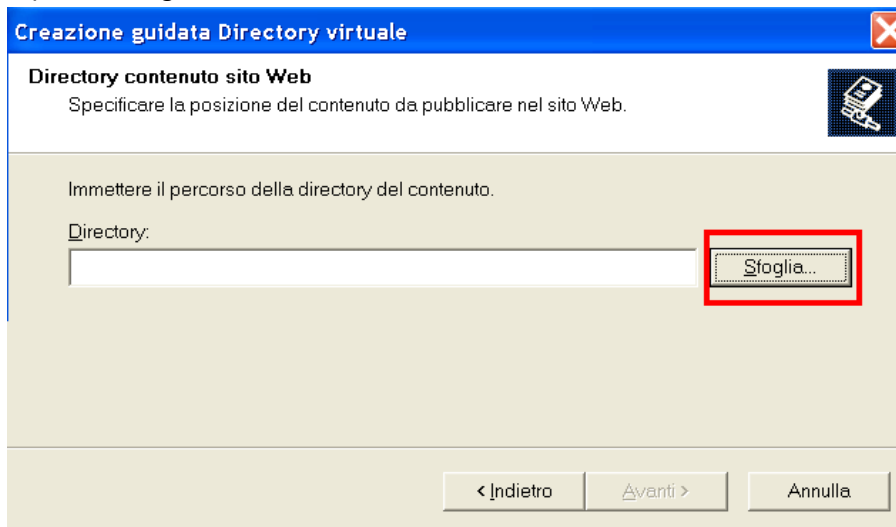 Creazione guidata Directory virtuale
Directory contenuto sito Web
Specificare la posizione del contenuto da pubblicare nel sito Web.
Immettere il percorso della directory del contenuto.
Directory:
Sfoglia...
< Indietro
Avanti >
Annulla